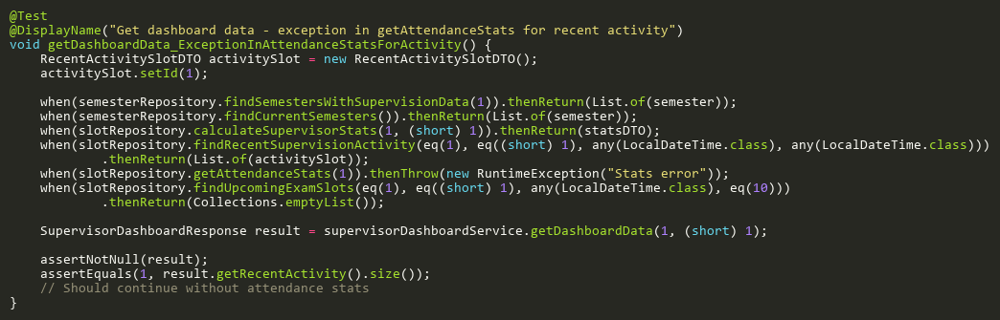 @Test
@DisplayName("Get dashboard data - exception in getAttendanceStats for recent activity")
void getDashboardData_ExceptionInAttendanceStatsForActivity() {
    RecentActivitySlotDTO activitySlot = new RecentActivitySlotDTO();
    activitySlot.setId(1);

    when(semesterRepository.findSemestersWithSupervisionData(1)).thenReturn(List.of(semester));
    when(semesterRepository.findCurrentSemesters()).thenReturn(List.of(semester));
    when(slotRepository.calculateSupervisorStats(1, (short) 1)).thenReturn(statsDTO);
    when(slotRepository.findRecentSupervisionActivity(eq(1), eq((short) 1), any(LocalDateTime.class), any(LocalDateTime.class)))
            .thenReturn(List.of(activitySlot));
    when(slotRepository.getAttendanceStats(1)).thenThrow(new RuntimeException("Stats error"));
    when(slotRepository.findUpcomingExamSlots(eq(1), eq((short) 1), any(LocalDateTime.class), eq(10)))
            .thenReturn(Collections.emptyList());

    SupervisorDashboardResponse result = supervisorDashboardService.getDashboardData(1, (short) 1);

    assertNotNull(result);
    assertEquals(1, result.getRecentActivity().size());
    // Should continue without attendance stats
}